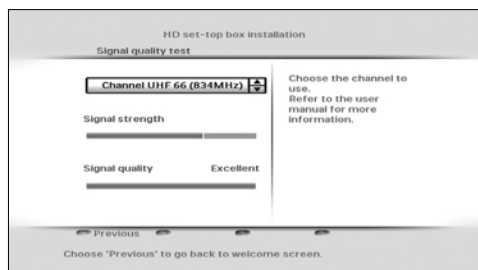 HD set-top box installation
Signal quality test
Channel UHF 66 (834MHz)
Choose the channel to
use.
Refer to the user
manual for more
information.
Signal strength
Signal quality Excellent
Previous
Choose 'Previous' to go back to welcome screen.